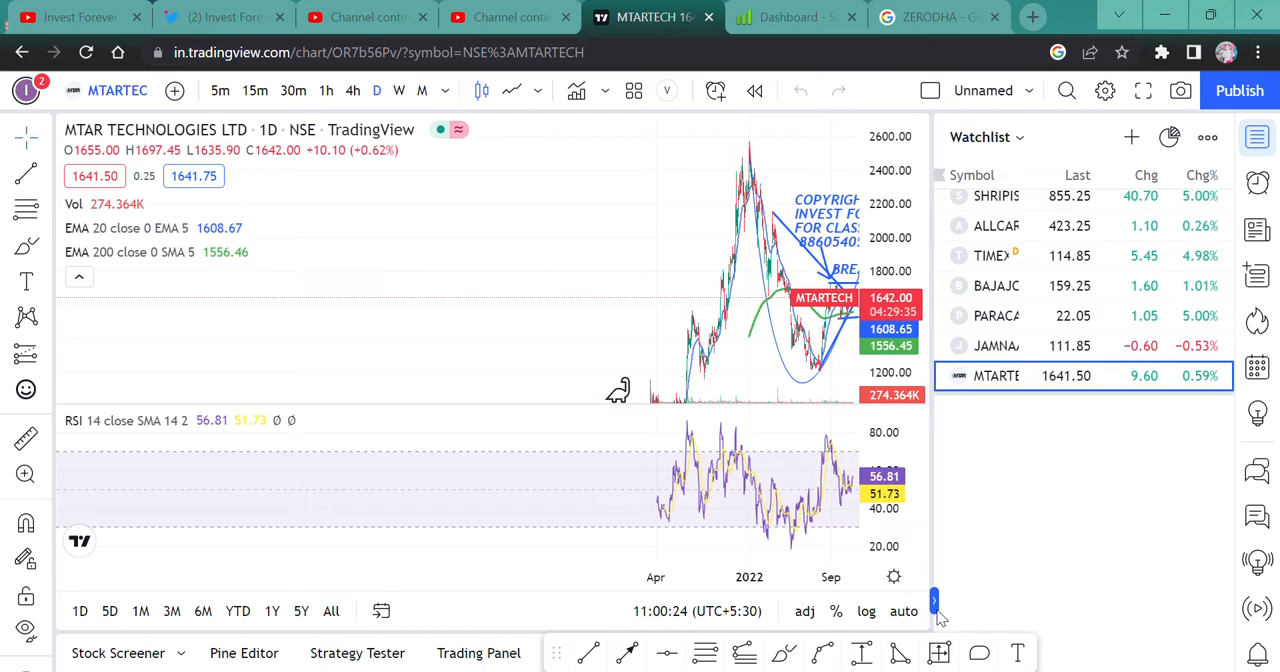 Invest Forever
(2) Invest Fore
Channel conte
Channel conte
MTARTECH 16
Dashboard - S
ZERODHA - G
in.tradingview.com/chart/OR7b56Pv/?symbol=NSE%3AMTARTECH
2
MTARTEC
5m 15m 30m 1h 4h D W M
V
Unnamed
Publish
MTAR TECHNOLOGIES LTD · 1D · NSE · TradingView
O1655.00 H1697.45 L1635.90 C1642.00 +10.10 (+0.62%)
1641.50 0.25 1641.75
Vol 274.364K
EMA 20 close 0 EMA 5 1608.67
EMA 200 close 0 SMA 5 1556.46
COPYRIGH
INVEST FO
FOR CLAS
8860540
BREA
MTARTECH
2600.00
2400.00
2200.00
2000.00
1800.00
1642.00
04:29:35
1608.65
1556.45
1200.00
274.364K
RSI 14 close SMA 14 2 56.81 51.73 Ø Ø
80.00
56.81
51.73
40.00
20.00
Apr 2022 Sep
1D 5D 1M 3M 6M YTD 1Y 5Y All
11:00:24 (UTC+5:30) adj % log auto
Stock Screener Pine Editor Strategy Tester Trading Panel
Watchlist
Symbol Last Chg Chg%
S SHRIPIS 855.25 40.70 5.00%
A ALLCAR 423.25 1.10 0.26%
T TIMEX D 114.85 5.45 4.98%
B BAJAJC 159.25 1.60 1.01%
P PARACA 22.05 1.05 5.00%
J JAMNA 111.85 −0.60 −0.53%
MTARTE 1641.50 9.60 0.59%